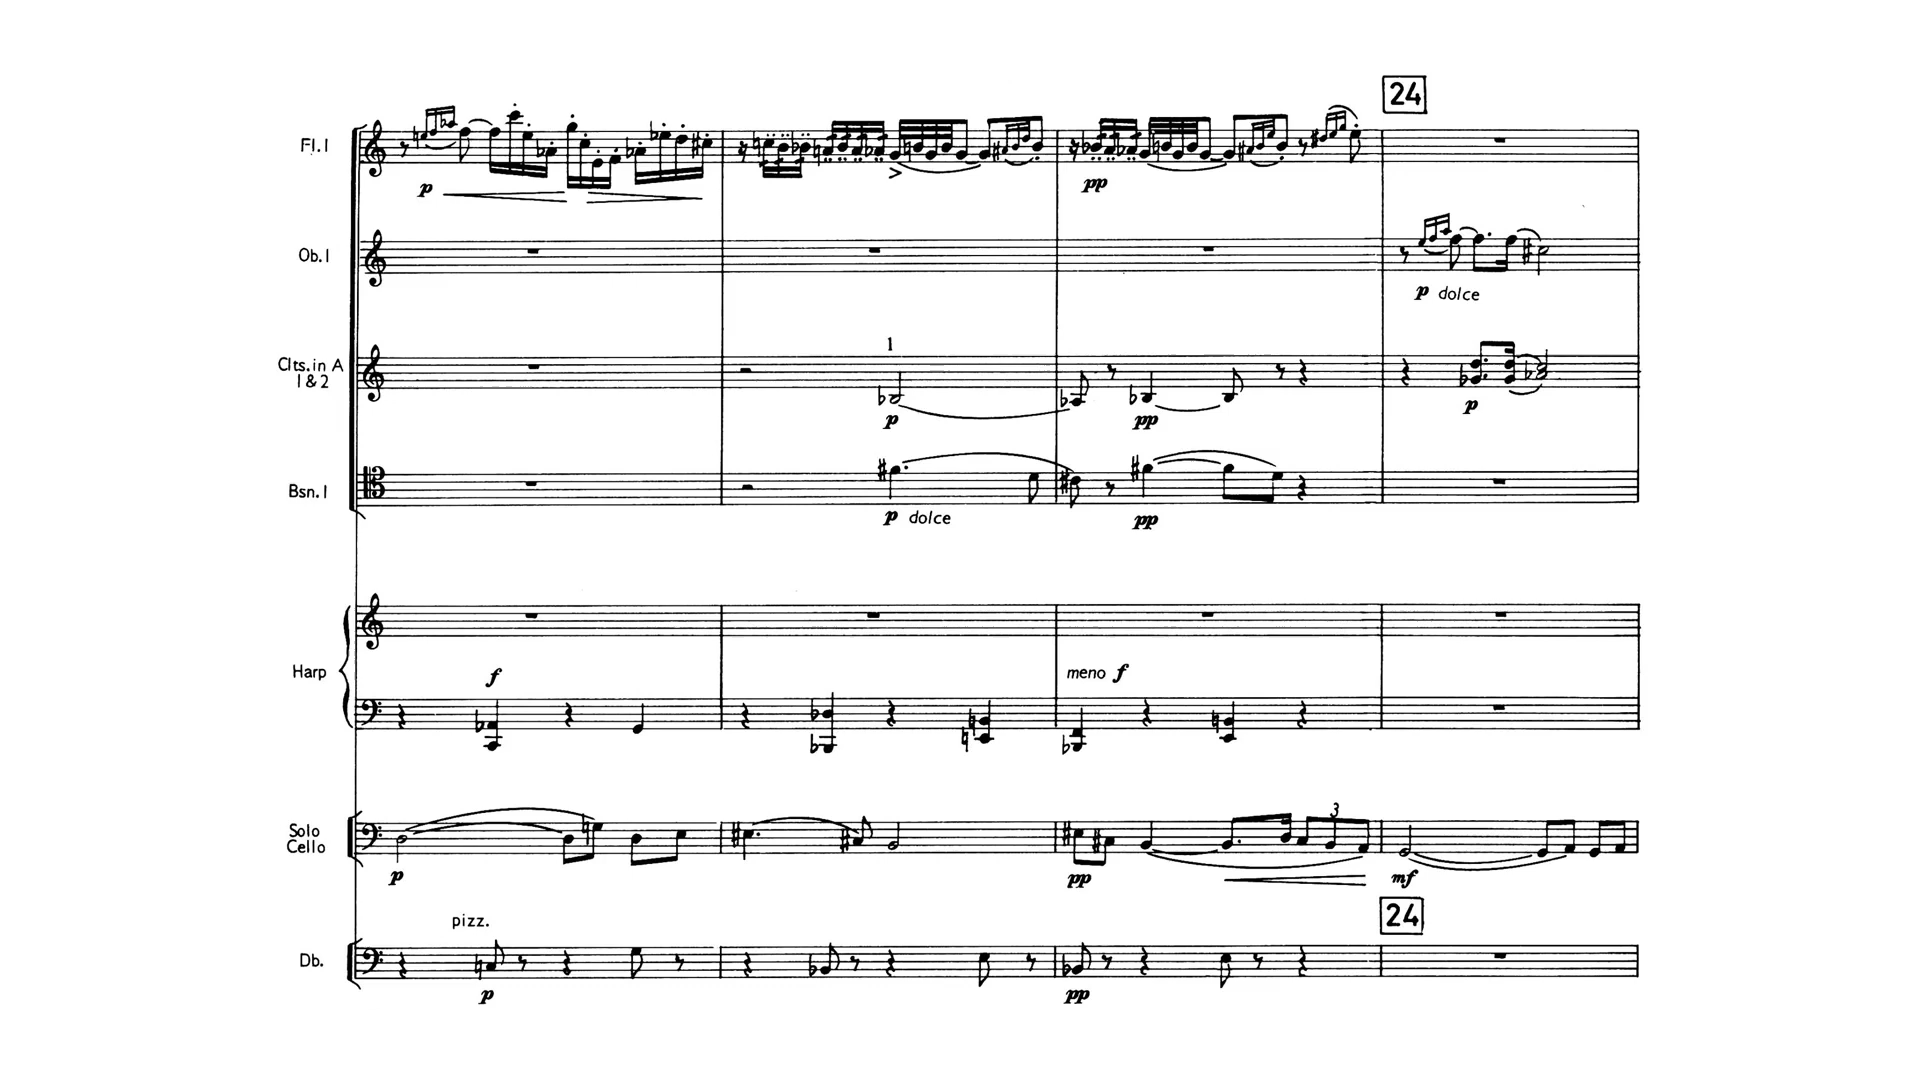 24
Fl. I
p
pp
Ob. I
p dolce
Clts. in A
1 & 2
1
p
pp
p
Bsn. I
p dolce
pp
Harp
f
meno f
Solo
Cello
3
p
pp
mf
24
pizz.
Db.
p
pp